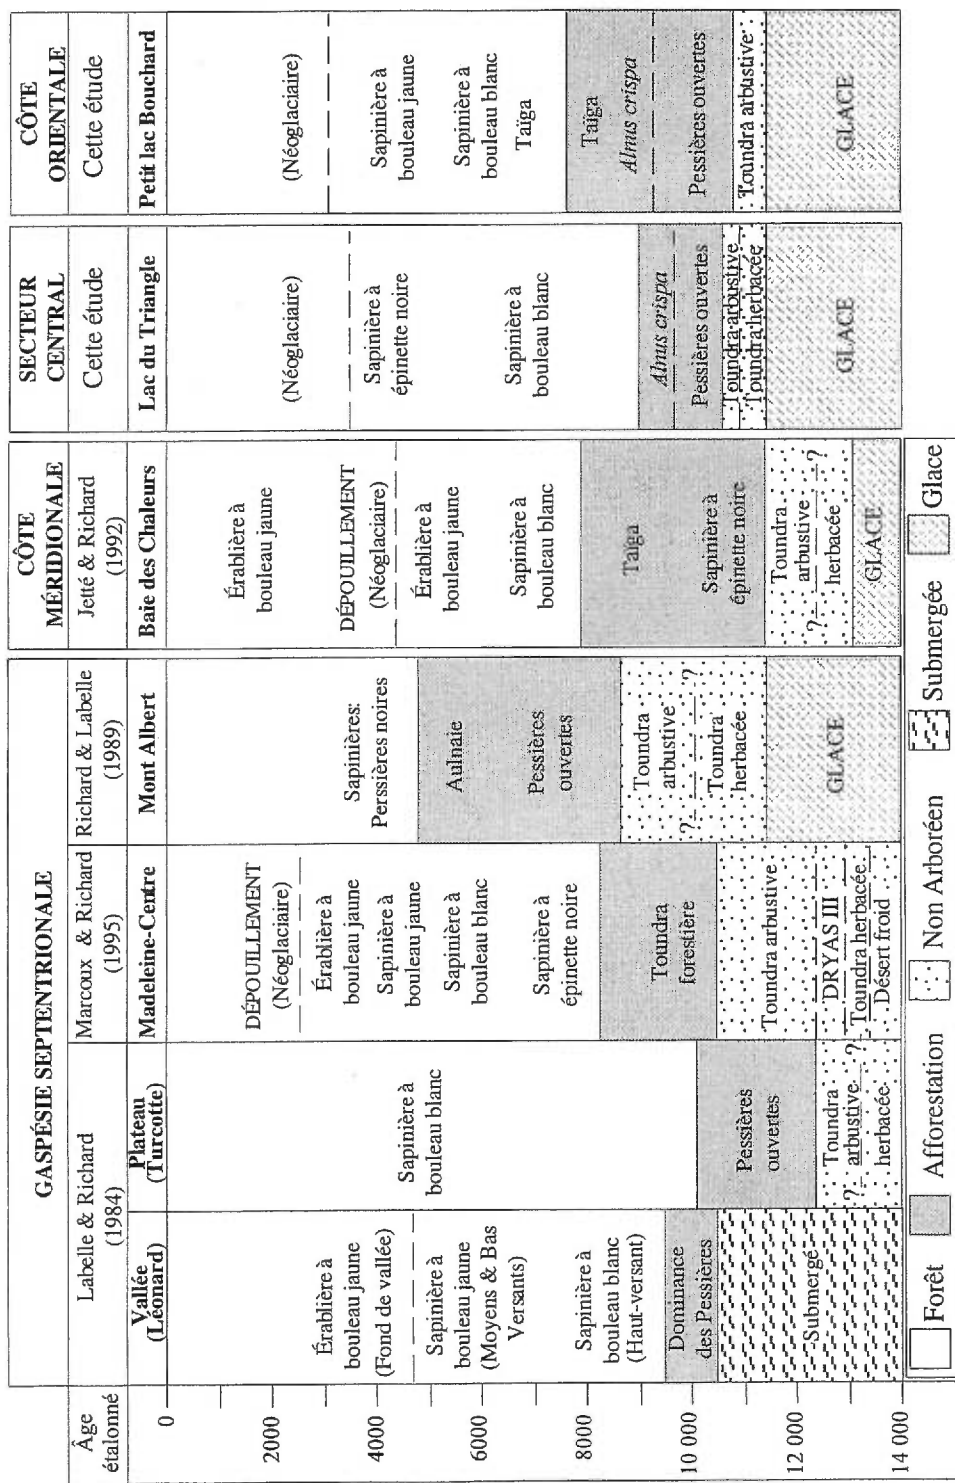 GASPÉSIE SEPTENTRIONALE
CÔTE
MÉRIDIONALE
SECTEUR
CENTRAL
CÔTE
ORIENTALE
Âge
étalonné
Labelle & Richard
(1984)
Marcoux & Richard
(1995)
Richard & Labelle
(1989)
Jetté & Richard
(1992)
Cette étude
Cette étude
Vallée
(Léonard)
Plateau
(Turcotte)
Madeleine-Centre
Mont Albert
Baie des Chaleurs
Lac du Triangle
Petit lac Bouchard
0
2000
4000
6000
8000
10 000
12 000
14 000
Érablière à
bouleau jaune
(Fond de vallée)
Sapinière à
bouleau jaune
(Moyens & Bas
Versants)
Sapinière à
bouleau blanc
(Haut-versant)
Dominance
des Pessières
Submergé
Sapinière à
bouleau blanc
Pessières
ouvertes
Toundra
?
arbustive
?
herbacée
DÉPOUILLEMENT
(Néoglaciaire)
Érablière à
bouleau jaune
Sapinière à
bouleau jaune
Sapinière à
bouleau blanc
Sapinière à
épinette noire
Toundra
forestière
Toundra arbustive
DRYAS III
Toundra herbacée
Désert froid
Sapinières:
Perssières noires
Aulnaie
Pessières
ouvertes
Toundra
arbustive
?
?
Toundra
herbacée
GLACE
Érablière à
bouleau jaune
DÉPOUILLEMENT
(Néoglaciaire)
Érablière à
bouleau jaune
Sapinière à
bouleau blanc
Taïga
Sapinière à
épinette noire
Toundra
arbustive
?
?
herbacée
GLACE
(Néoglaciaire)
Sapinière à
épinette noire
Sapinière à
bouleau blanc
Alnus crispa
Pessières ouvertes
Toundra arbustive
Toundra herbacée
GLACE
(Néoglaciaire)
Sapinière à
bouleau jaune
Sapinière à
bouleau blanc
Taïga
Taïga
Alnus crispa
Pessières ouvertes
Toundra arbustive
GLACE
Forêt
Afforestation
Non Arboréen
Submergée
Glace